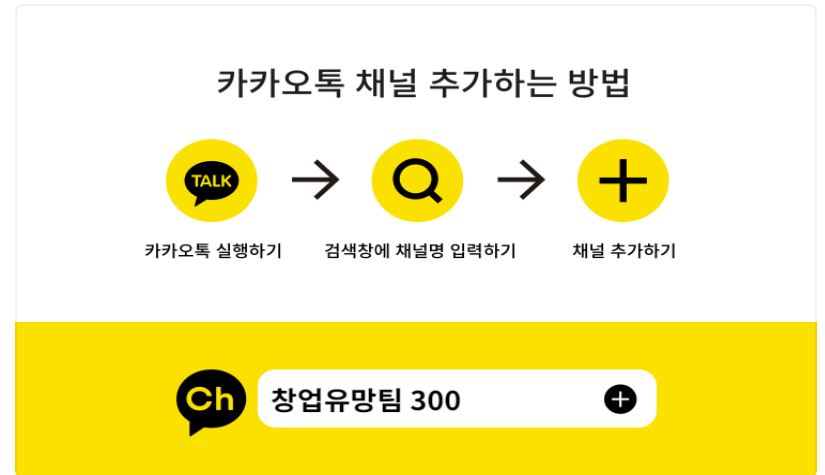 카카오톡 채널 추가하는 방법
TALK
카카오톡 실행하기
검색창에 채널명 입력하기
채널 추가하기
Ch 창업유망팀 300